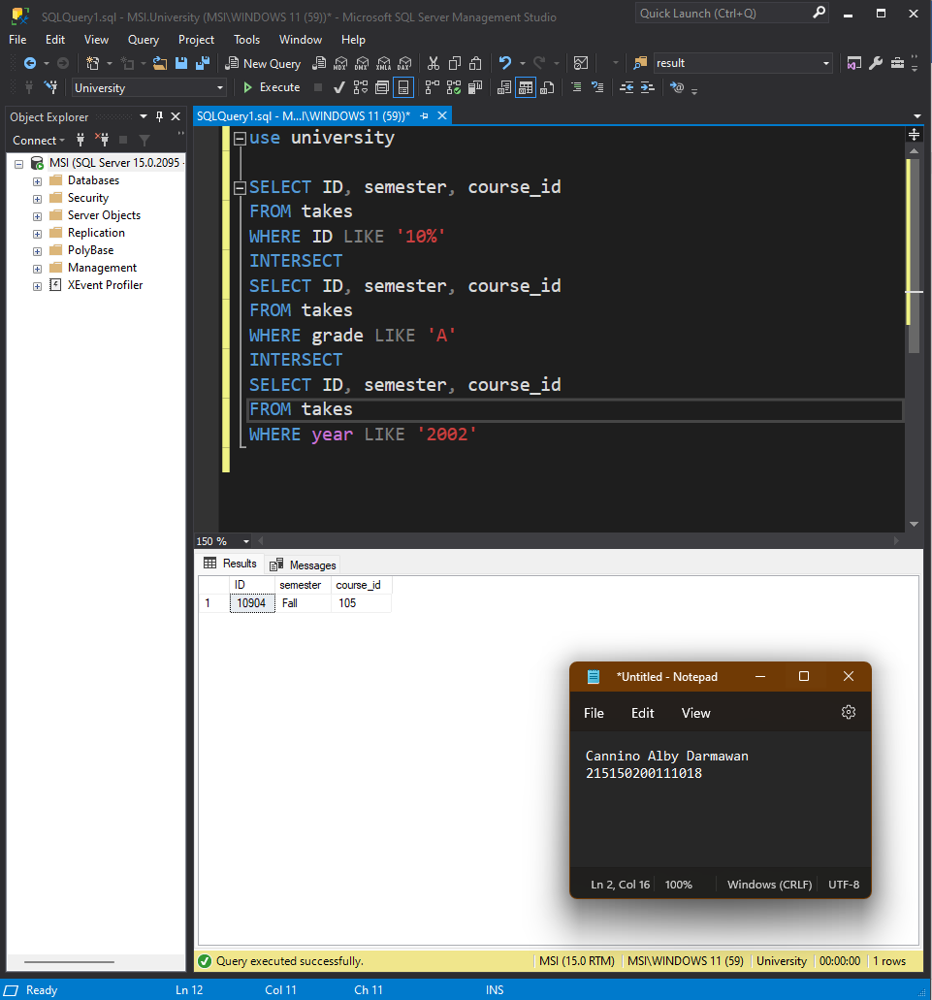 SQLQuery1.sql - MSI.University (MSI\WINDOWS 11 (59))* - Microsoft SQL Server Management Studio
Quick Launch (Ctrl+Q)
File Edit View Query Project Tools Window Help
New Query MDX DMX XMLA DAX result
University Execute
Object Explorer
SQLQuery1.sql - M...I\WINDOWS 11 (59))*
Connect
MSI (SQL Server 15.0.2095 -
Databases
Security
Server Objects
Replication
PolyBase
Management
XEvent Profiler
use university
SELECT ID, semester, course_id
FROM takes
WHERE ID LIKE '10%'
INTERSECT
SELECT ID, semester, course_id
FROM takes
WHERE grade LIKE 'A'
INTERSECT
SELECT ID, semester, course_id
FROM takes
WHERE year LIKE '2002'
150 %
Results Messages
ID semester course_id
1 10904 Fall 105
*Untitled - Notepad
File Edit View
Cannino Alby Darmawan
215150200111018
Ln 2, Col 16 100% Windows (CRLF) UTF-8
Query executed successfully. MSI (15.0 RTM) MSI\WINDOWS 11 (59) University 00:00:00 1 rows
Ready Ln 12 Col 11 Ch 11 INS